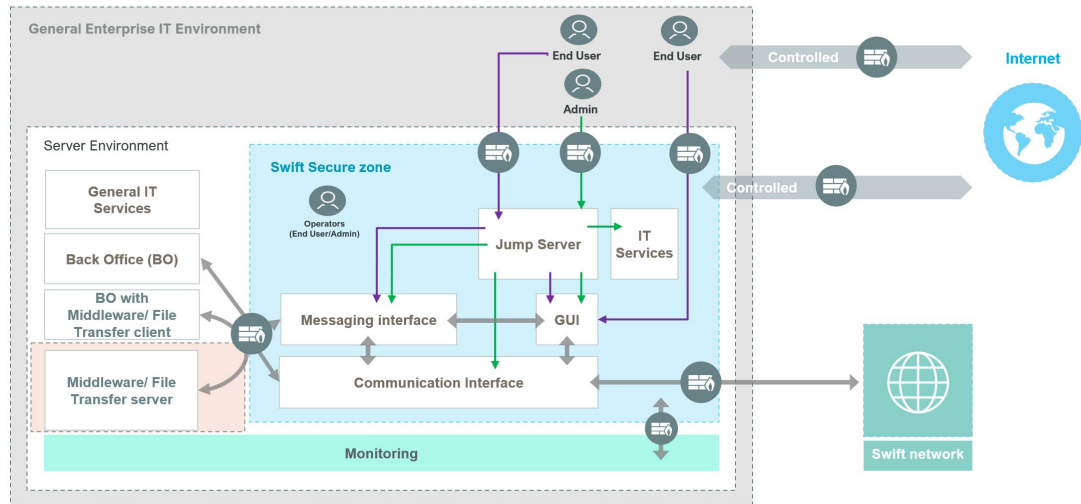 General Enterprise IT Environment
End User
End User
Controlled
Internet
Admin
Server Environment
Swift Secure zone
General IT
Services
Operators
(End User/Admin)
Controlled
Jump Server
IT
Services
Back Office (BO)
BO with
Middleware/ File
Transfer client
Messaging interface
GUI
Middleware/ File
Transfer server
Communication Interface
Monitoring
Swift network